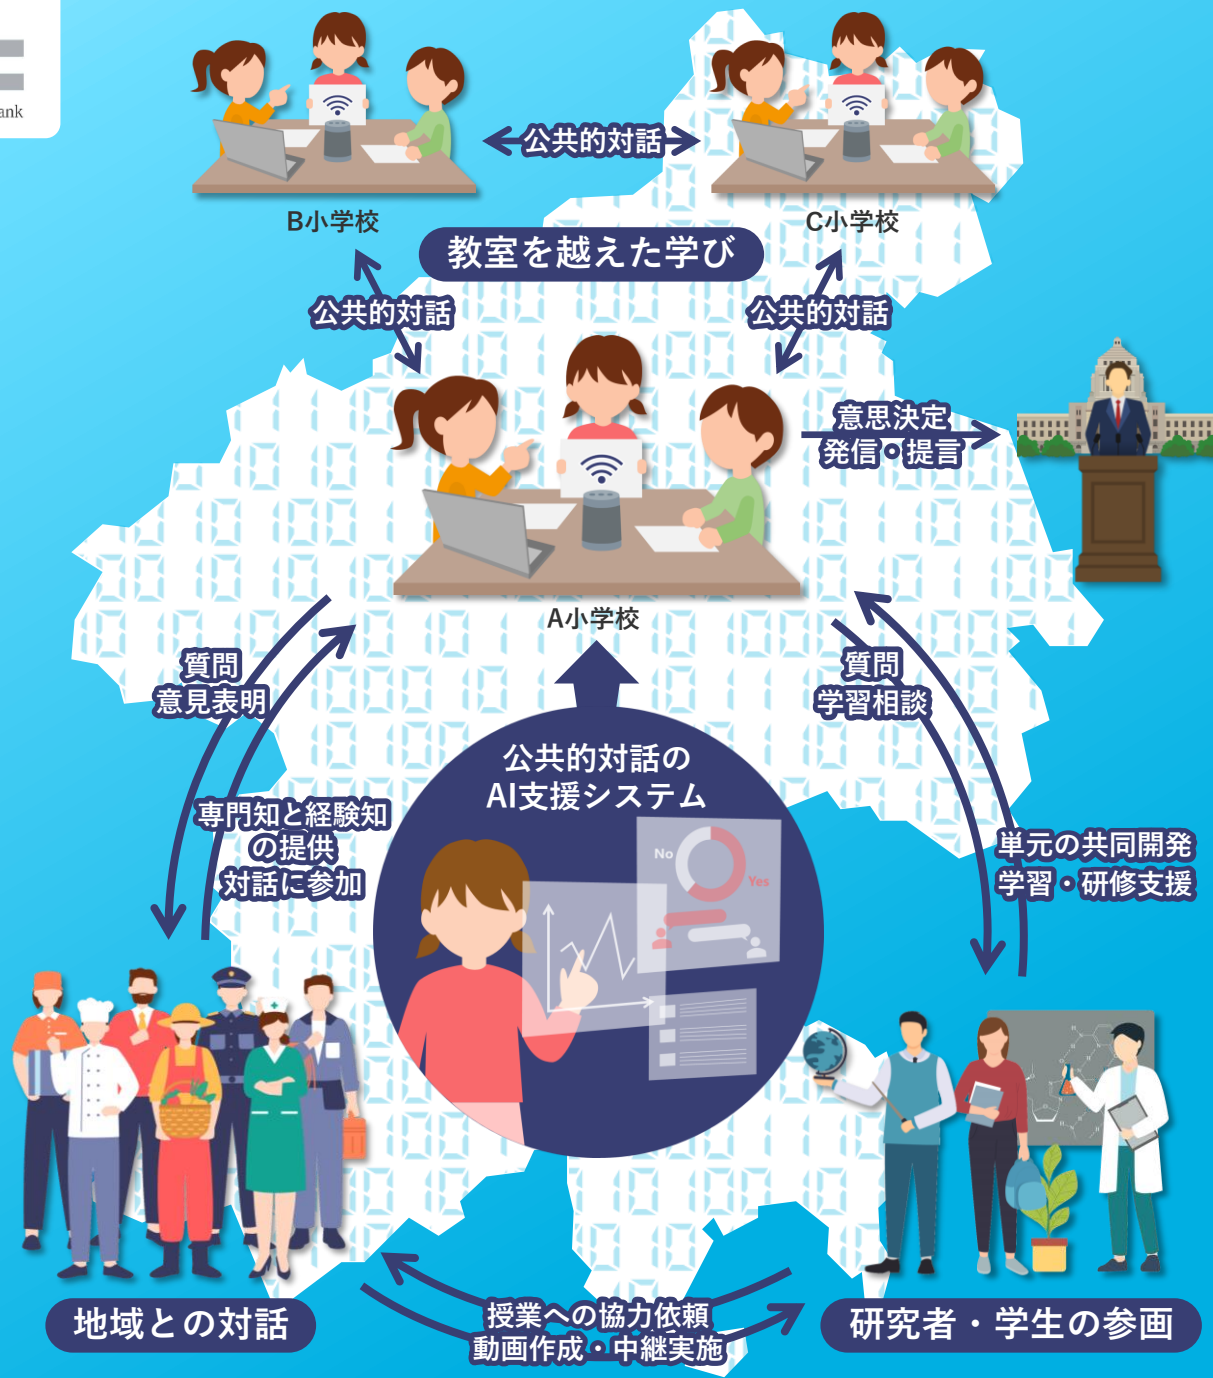 ank
公共的対話
B小学校
C小学校
教室を越えた学び
公共的対話
公共的対話
意思決定
発信・提言
A小学校
質問
意見表明
質問
学習相談
公共的対話の
AI支援システム
専門知と経験知
の提供
対話に参加
No
Yes
単元の共同開発
学習・研修支援
授業への協力依頼
動画作成・中継実施
地域との対話
研究者・学生の参画